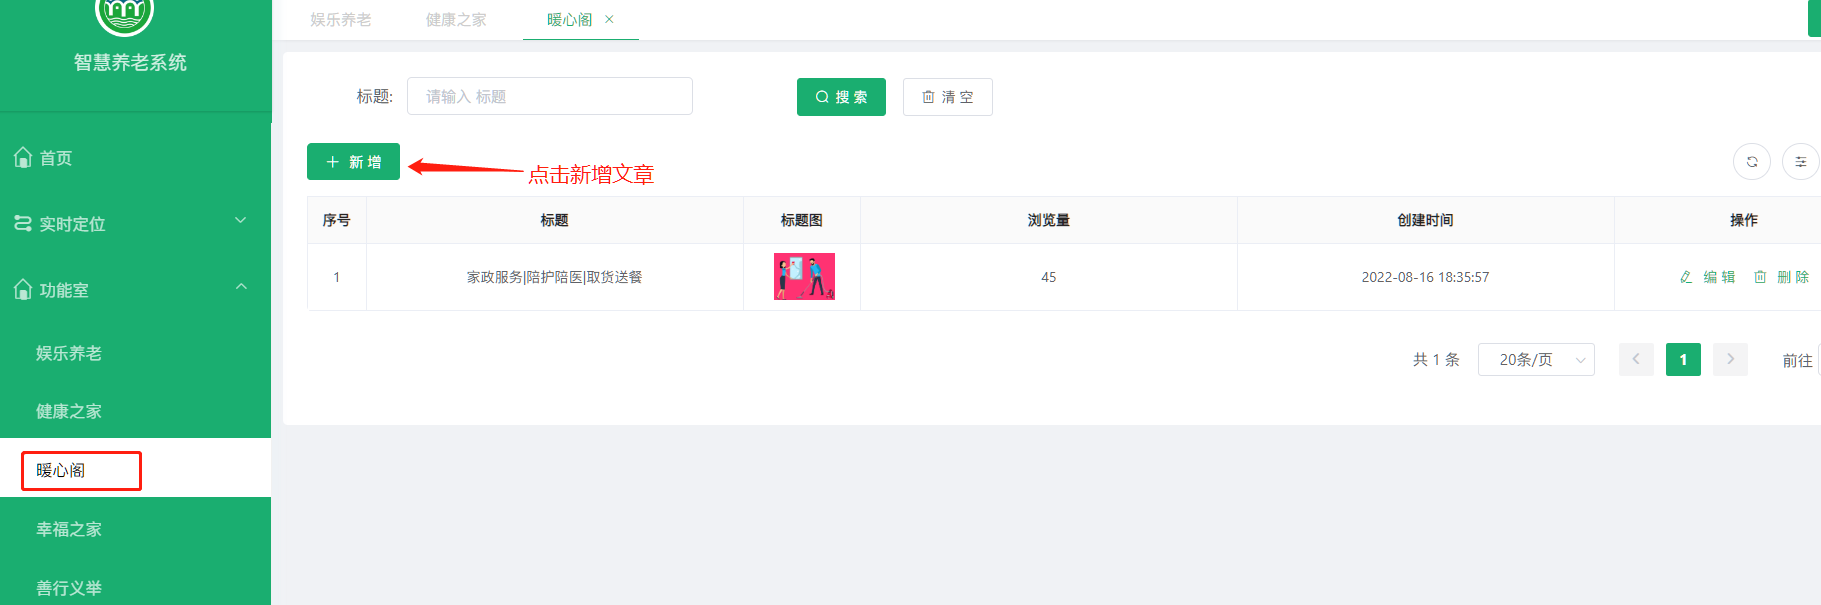 智慧养老系统
首页
实时定位
功能室
娱乐养老
健康之家
暖心阁
幸福之家
善行义举
娱乐养老 健康之家 暖心阁 ×
标题: 请输入 标题 搜 索 清 空
+ 新 增 点击新增文章
序号 标题 标题图 浏览量 创建时间 操作
1 家政服务|陪护陪医|取货送餐 45 2022-08-16 18:35:57 编 辑 删 除
共 1 条 20条/页 < 1 > 前往